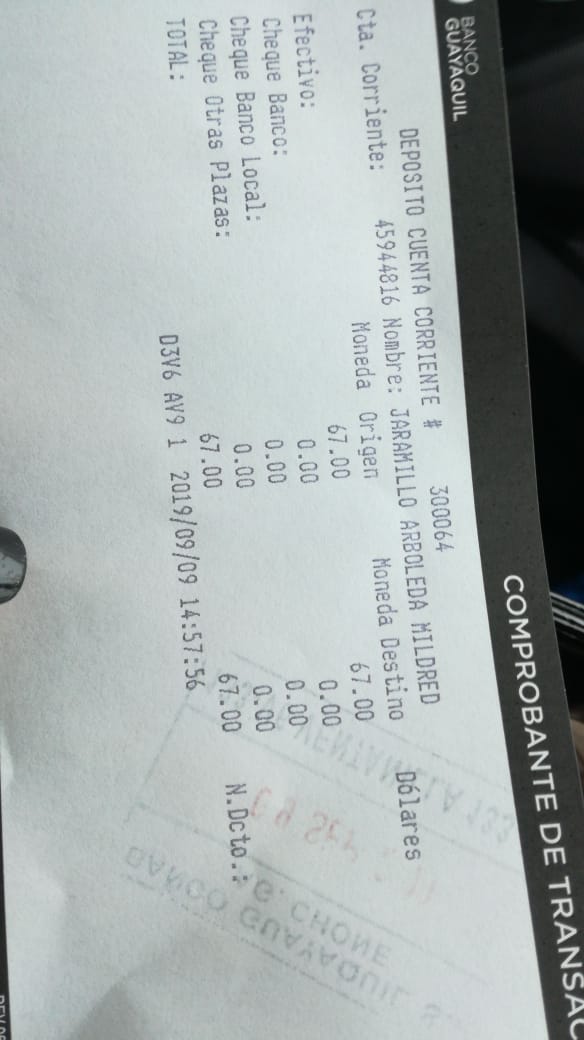 COMPROBANTE DE TRANSAC
BANCO
GUAYAQUIL
DEPOSITO CUENTA CORRIENTE # 300064
Cta. Corriente: 45944816 Nombre: JARAMILLO ARBOLEDA MILDRED
Moneda Origen Moneda Destino Dólares
67.00 67.00
Efectivo: 0.00 0.00
Cheque Banco: 0.00 0.00
Cheque Banco Local: 0.00 0.00
Cheque Otras Plazas: 67.00 67.00 N.Dcto.:
TOTAL: D3V6 AV9 1 2019/09/09 14:57:56
BANCO GUAYAQUIL
A.G. CHONE